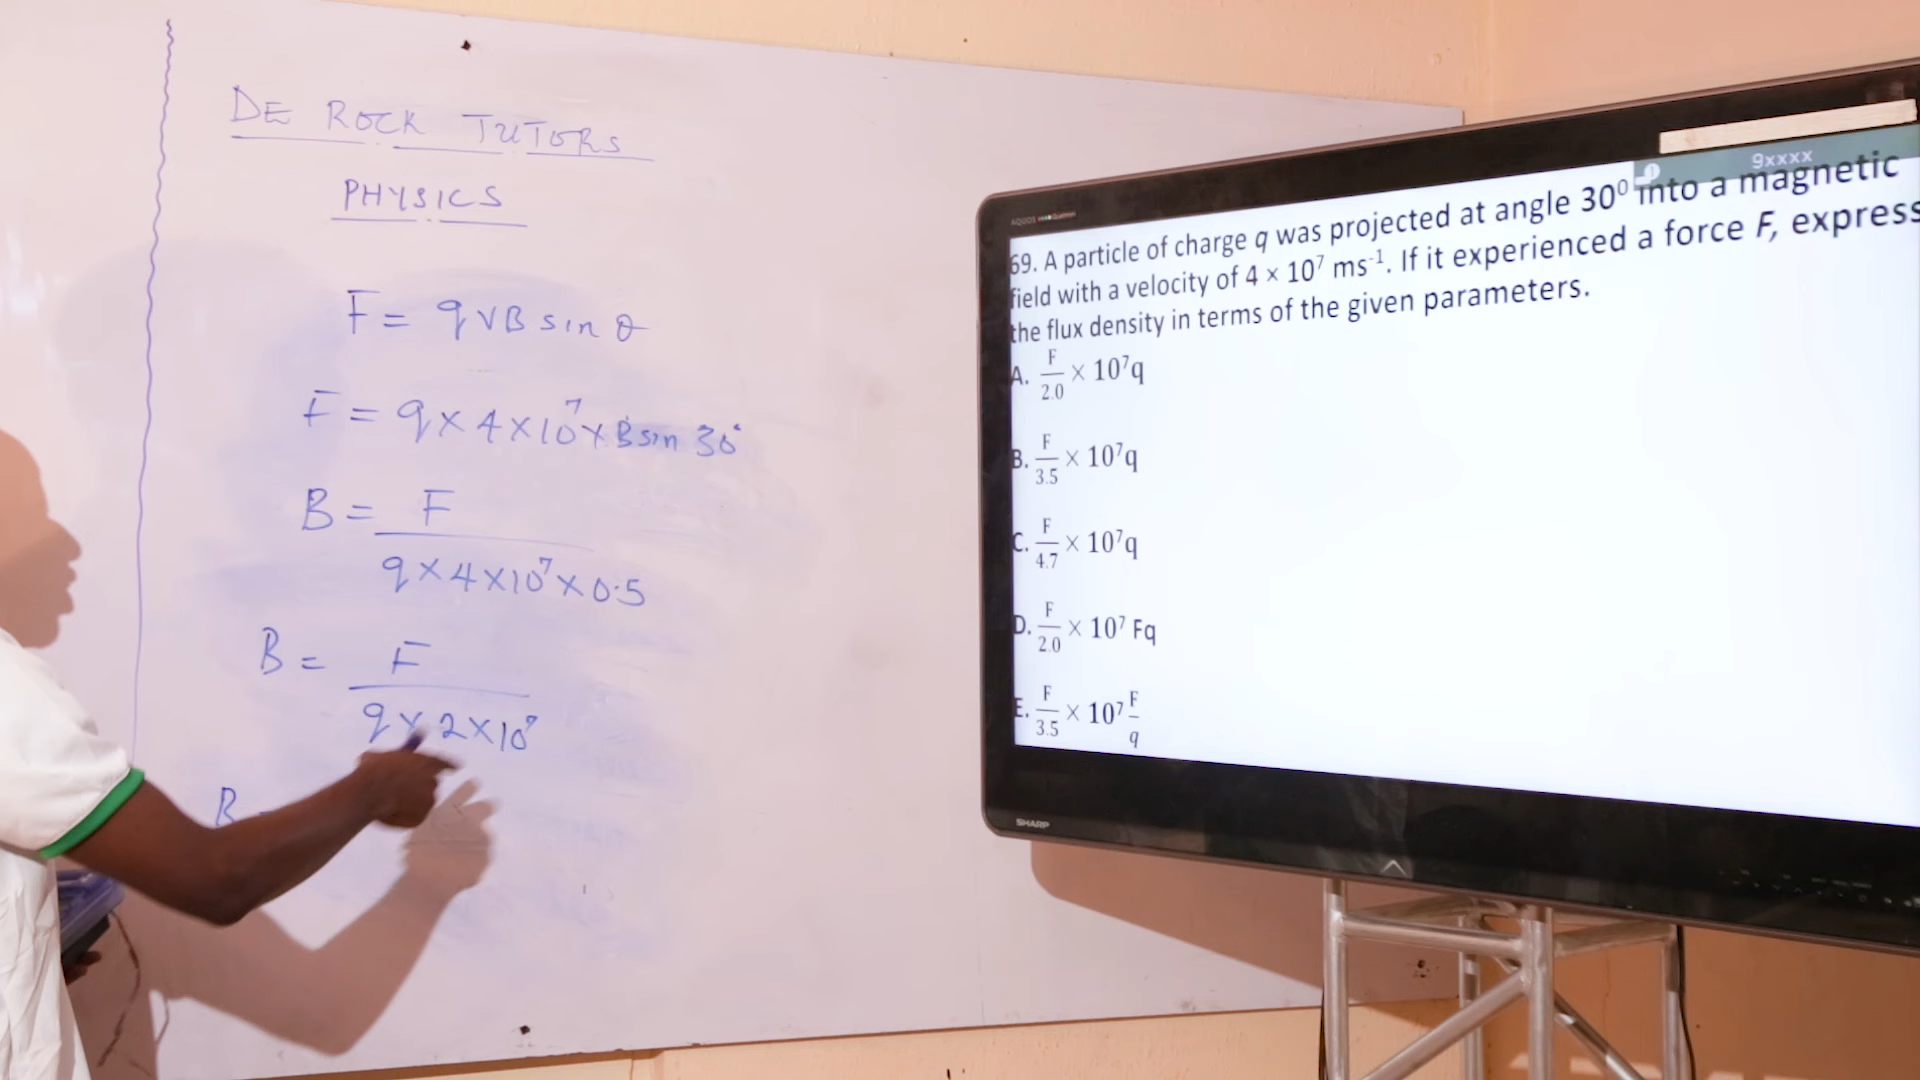 DE ROCK TUTORS
PHYSICS
F = qVB sin θ
F = q × 4 × 10⁷ × B sin 30°
B = F
q × 4 × 10⁷ × 0.5
B = F
q × 2 × 10⁷
B
9xxxx
69. A particle of charge q was projected at angle 30⁰ into a magnetic
field with a velocity of 4 × 10⁷ ms⁻¹. If it experienced a force F, express
the flux density in terms of the given parameters.
A. F/2.0 × 10⁷q
B. F/3.5 × 10⁷q
C. F/4.7 × 10⁷q
D. F/2.0 × 10⁷ Fq
E. F/3.5 × 10⁷ F/q
SHARP